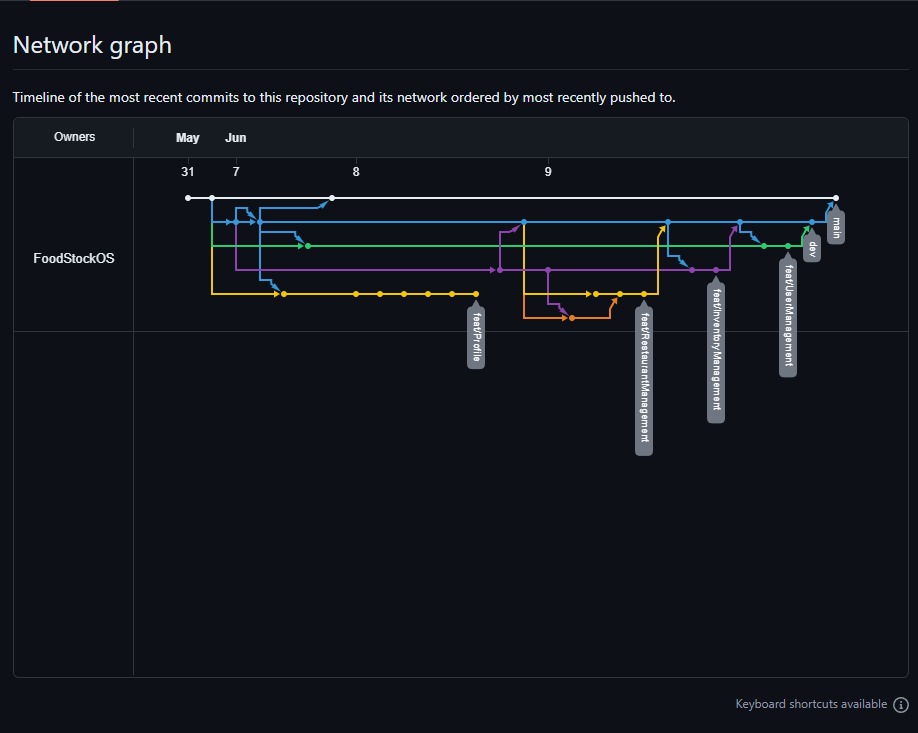 Network graph
Timeline of the most recent commits to this repository and its network ordered by most recently pushed to.
Owners
May Jun
31 7 8 9
FoodStockOS
main
dev
feat/UserManagement
feat/InventoryManagement
feat/RestaurantManagement
feat/Profile
Keyboard shortcuts available